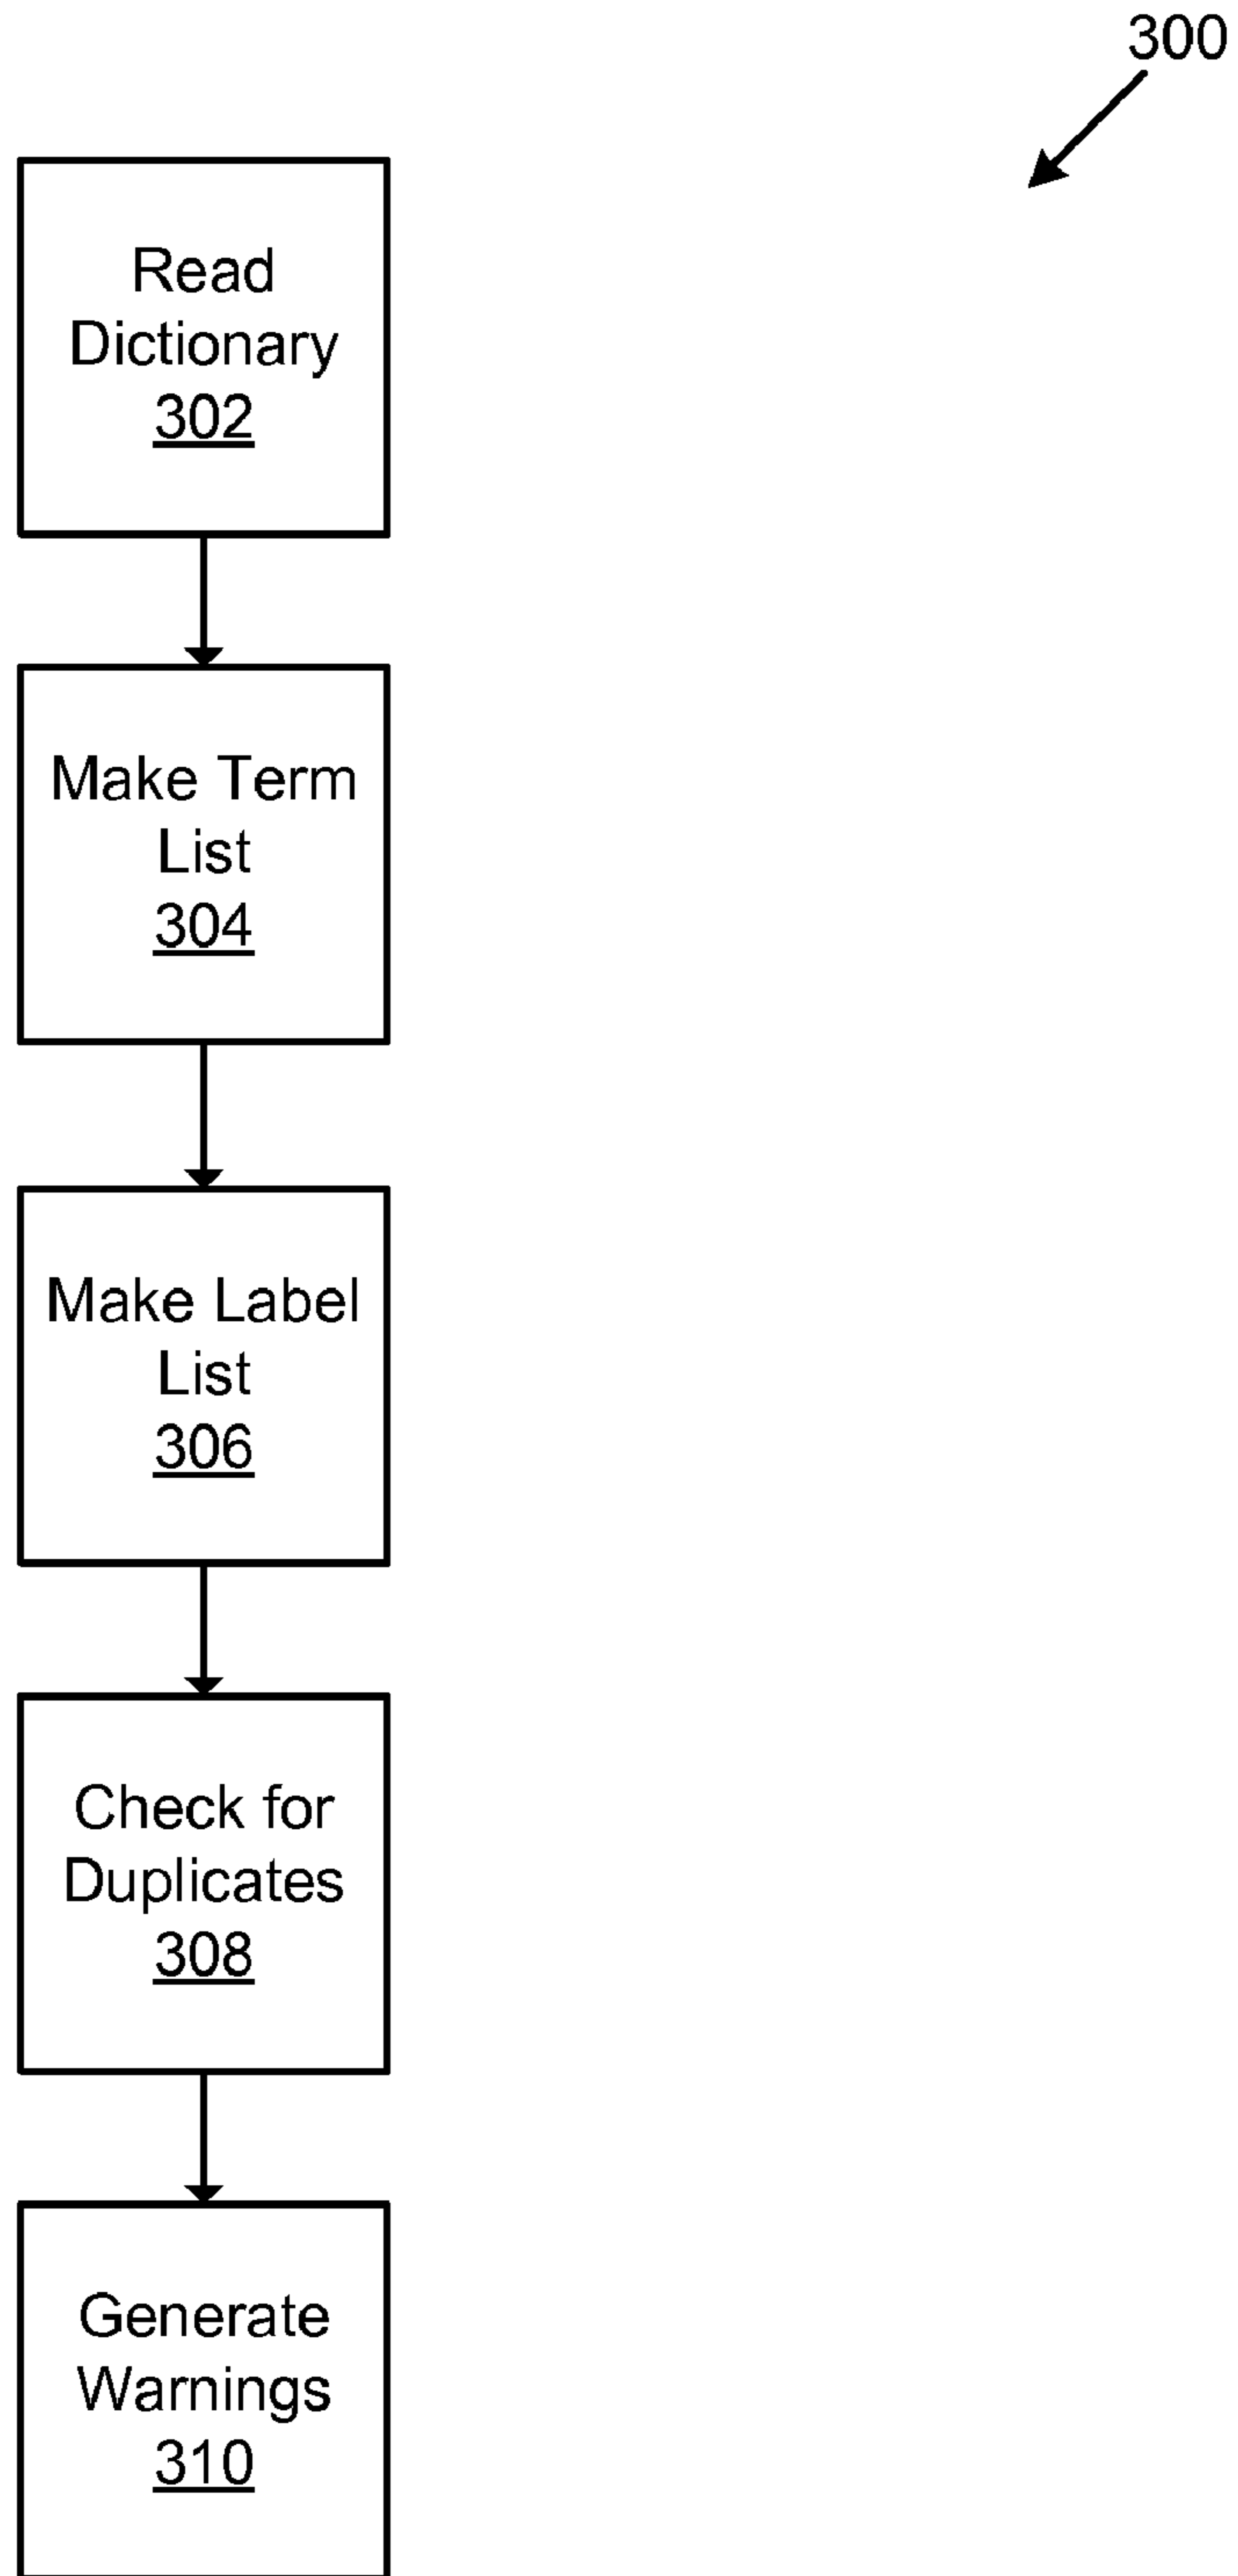 300
Read
Dictionary
302
Make Term
List
304
Make Label
List
306
Check for
Duplicates
308
Generate
Warnings
310